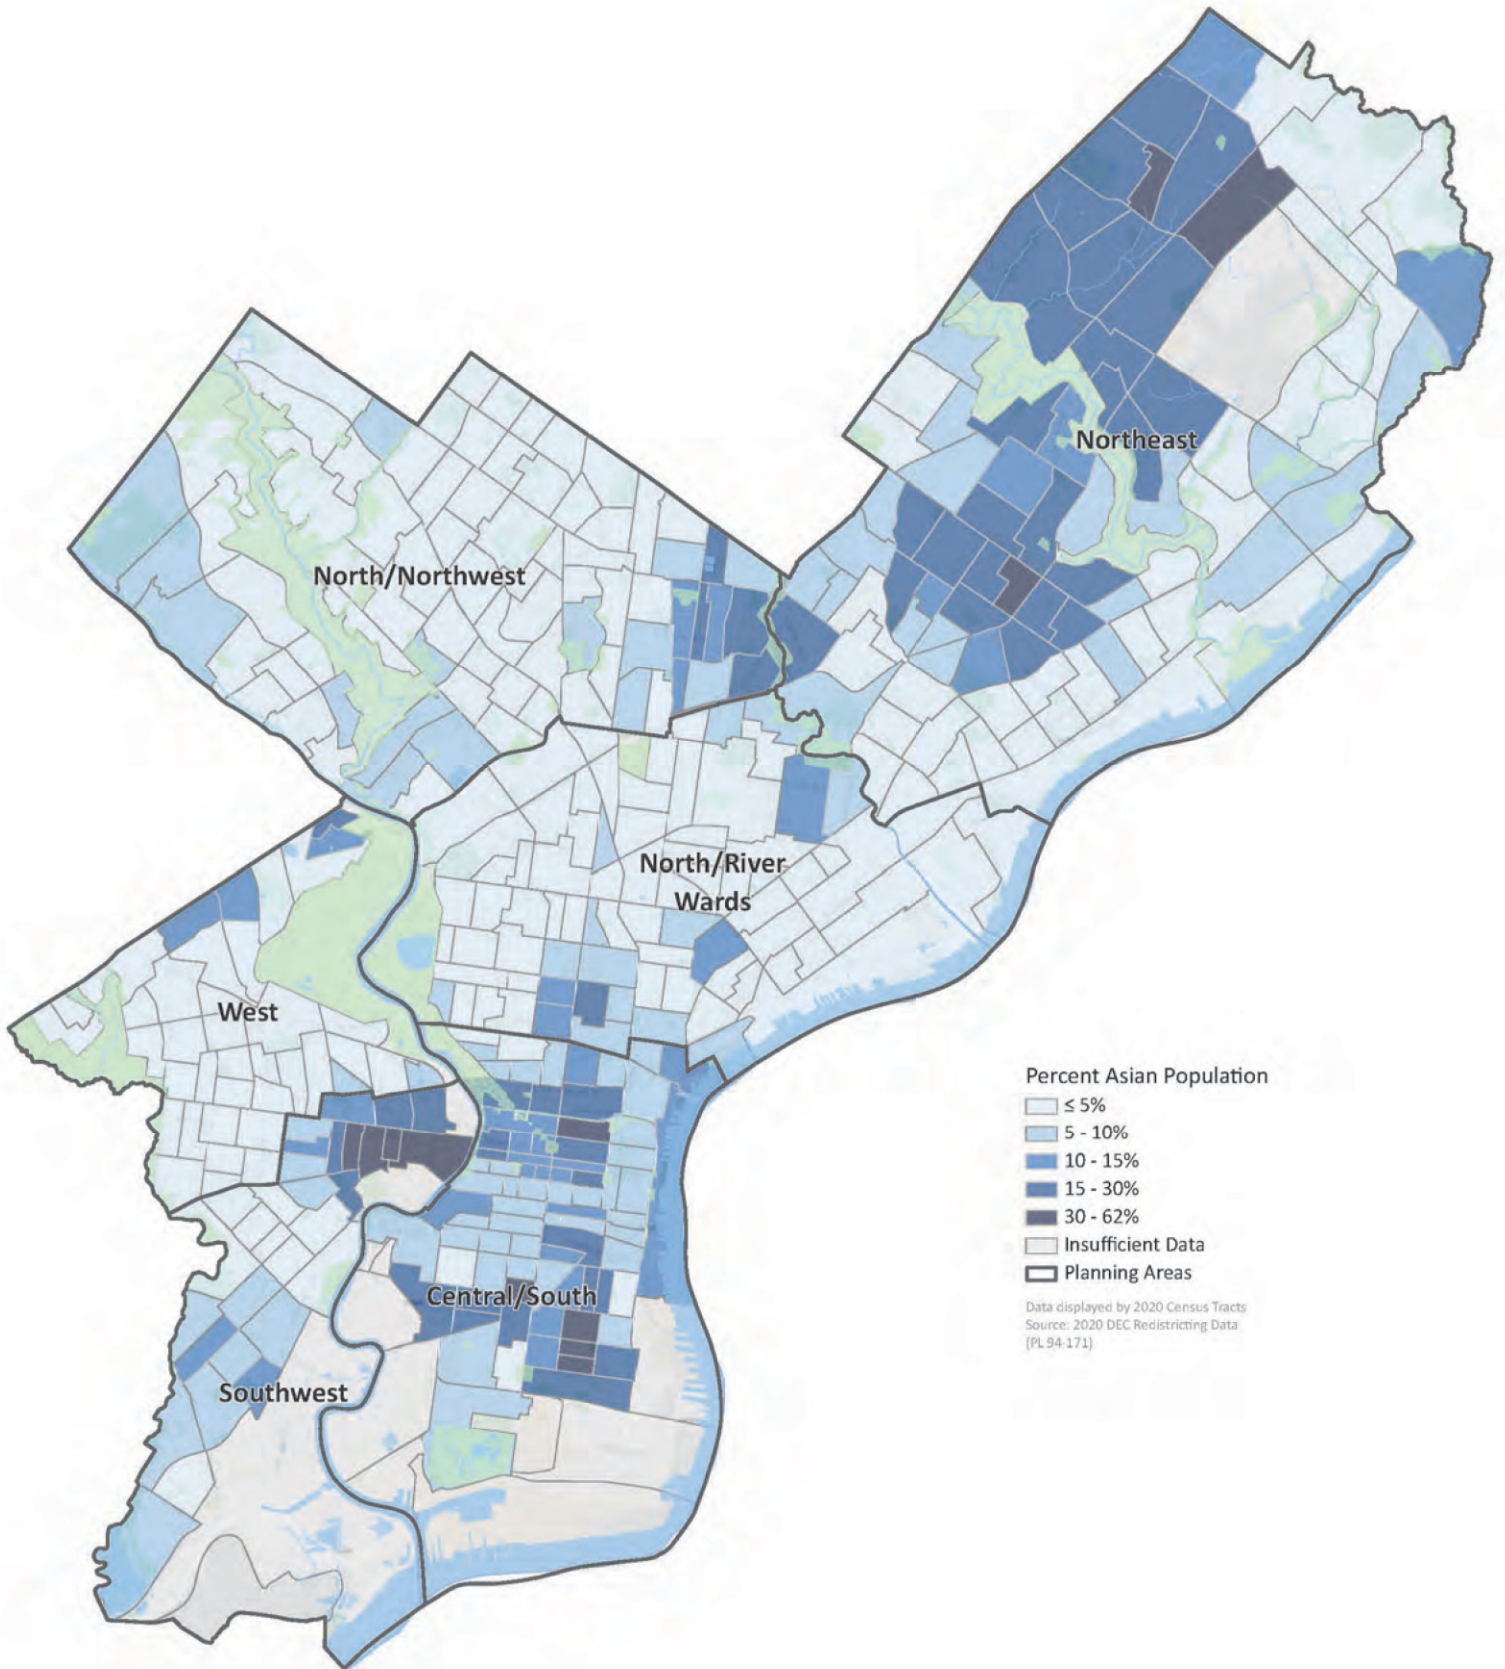 Northeast
North/Northwest
North/River
Wards
West
Central/South
Southwest
Percent Asian Population
≤ 5%
5 - 10%
10 - 15%
15 - 30%
30 - 62%
Insufficient Data
Planning Areas
Data displayed by 2020 Census Tracts
Source: 2020 DEC Redistricting Data
(PL 94-171)